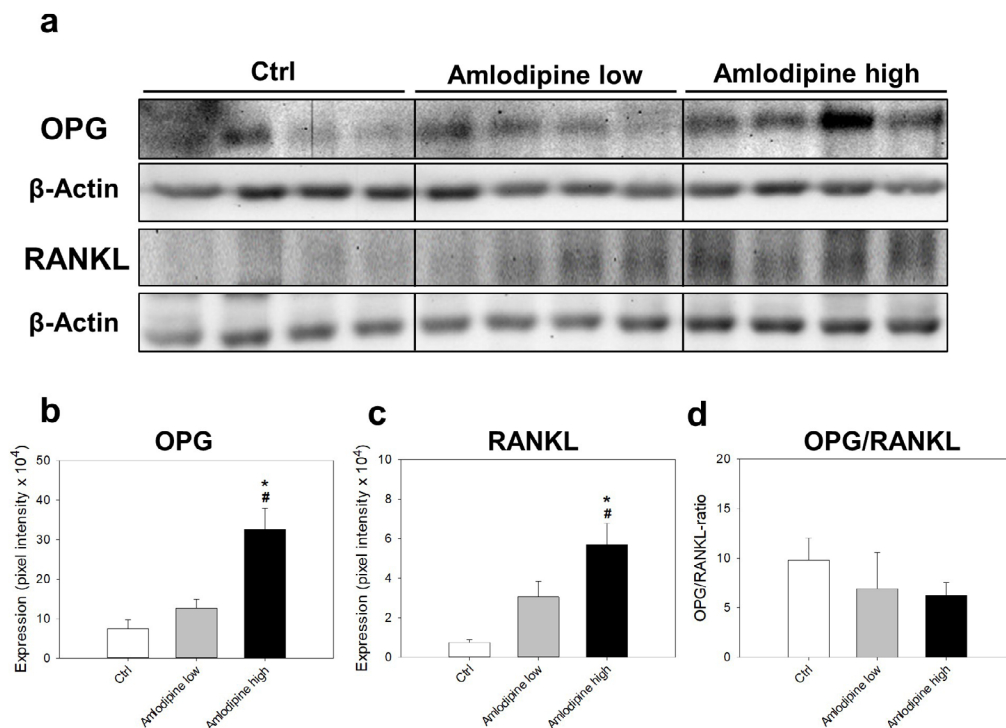 a
Ctrl Amlodipine low Amlodipine high
OPG
β-Actin
RANKL
β-Actin
b
OPG
Expression (pixel intensity x 10⁴)
50
40
30
20
10
0
*
#
Ctrl
Amlodipine low
Amlodipine high
c
RANKL
Expression (pixel intensity x 10⁴)
10
8
6
4
2
0
*
#
Ctrl
Amlodipine low
Amlodipine high
d
OPG/RANKL
OPG/RANKL-ratio
20
15
10
5
0
Ctrl
Amlodipine low
Amlodipine high